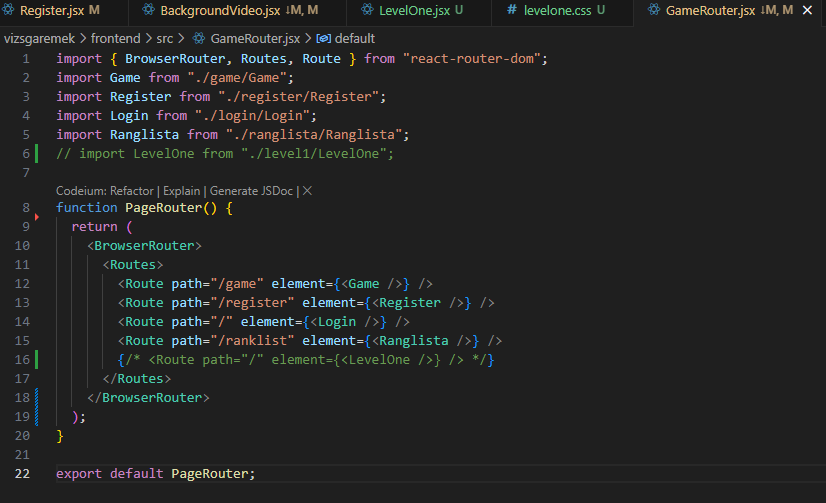 Register.jsx M BackgroundVideo.jsx ↓M, M LevelOne.jsx U # levelone.css U GameRouter.jsx ↓M, M ×
vizsgaremek > frontend > src > GameRouter.jsx > default
1 import { BrowserRouter, Routes, Route } from "react-router-dom";
2 import Game from "./game/Game";
3 import Register from "./register/Register";
4 import Login from "./login/Login";
5 import Ranglista from "./ranglista/Ranglista";
6 // import LevelOne from "./level1/LevelOne";
7
Codeium: Refactor | Explain | Generate JSDoc | ×
8 function PageRouter() {
9 return (
10 <BrowserRouter>
11 <Routes>
12 <Route path="/game" element={<Game />} />
13 <Route path="/register" element={<Register />} />
14 <Route path="/" element={<Login />} />
15 <Route path="/ranklist" element={<Ranglista />} />
16 {/* <Route path="/" element={<LevelOne />} /> */}
17 </Routes>
18 </BrowserRouter>
19 );
20 }
21
22 export default PageRouter;